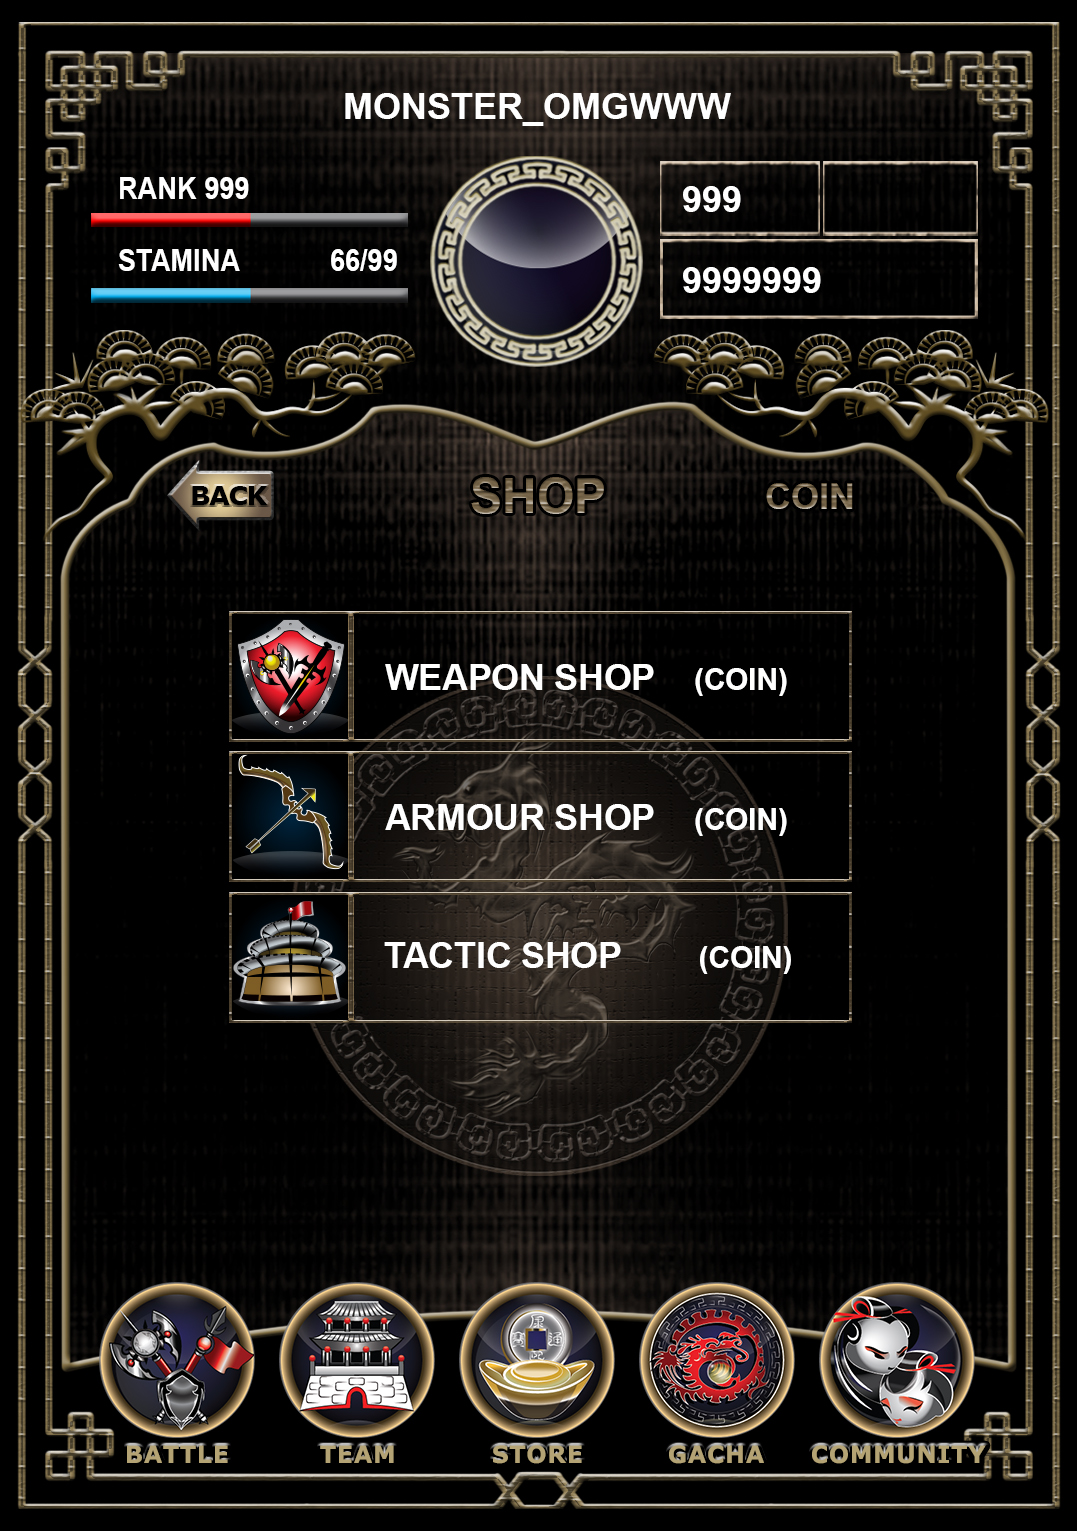 MONSTER_OMGWWW
RANK 999
STAMINA 66/99
999
9999999
BACK
SHOP
COIN
WEAPON SHOP (COIN)
ARMOUR SHOP (COIN)
TACTIC SHOP (COIN)
BATTLE
TEAM
STORE
GACHA
COMMUNITY